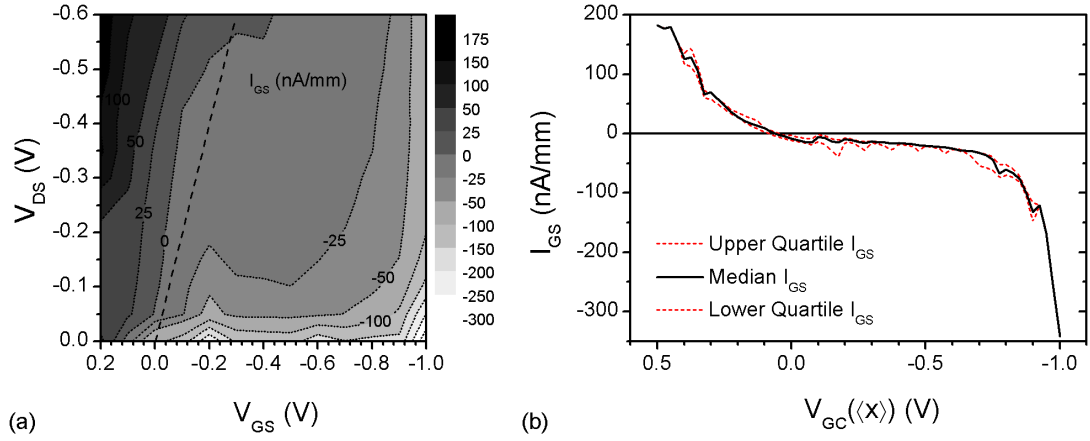 -0.6
-0.5
-0.4
-0.3
-0.2
-0.1
0.0
V_DS (V)
I_GS (nA/mm)
100
50
25
0
-25
-50
-100
0.2 0.0 -0.2 -0.4 -0.6 -0.8 -1.0
V_GS (V)
175
150
100
50
25
0
-25
-50
-100
-150
-200
-250
-300
(a)
200
100
0
-100
-200
-300
I_GS (nA/mm)
Upper Quartile I_GS
Median I_GS
Lower Quartile I_GS
0.5 0.0 -0.5 -1.0
V_GC(⟨x⟩) (V)
(b)